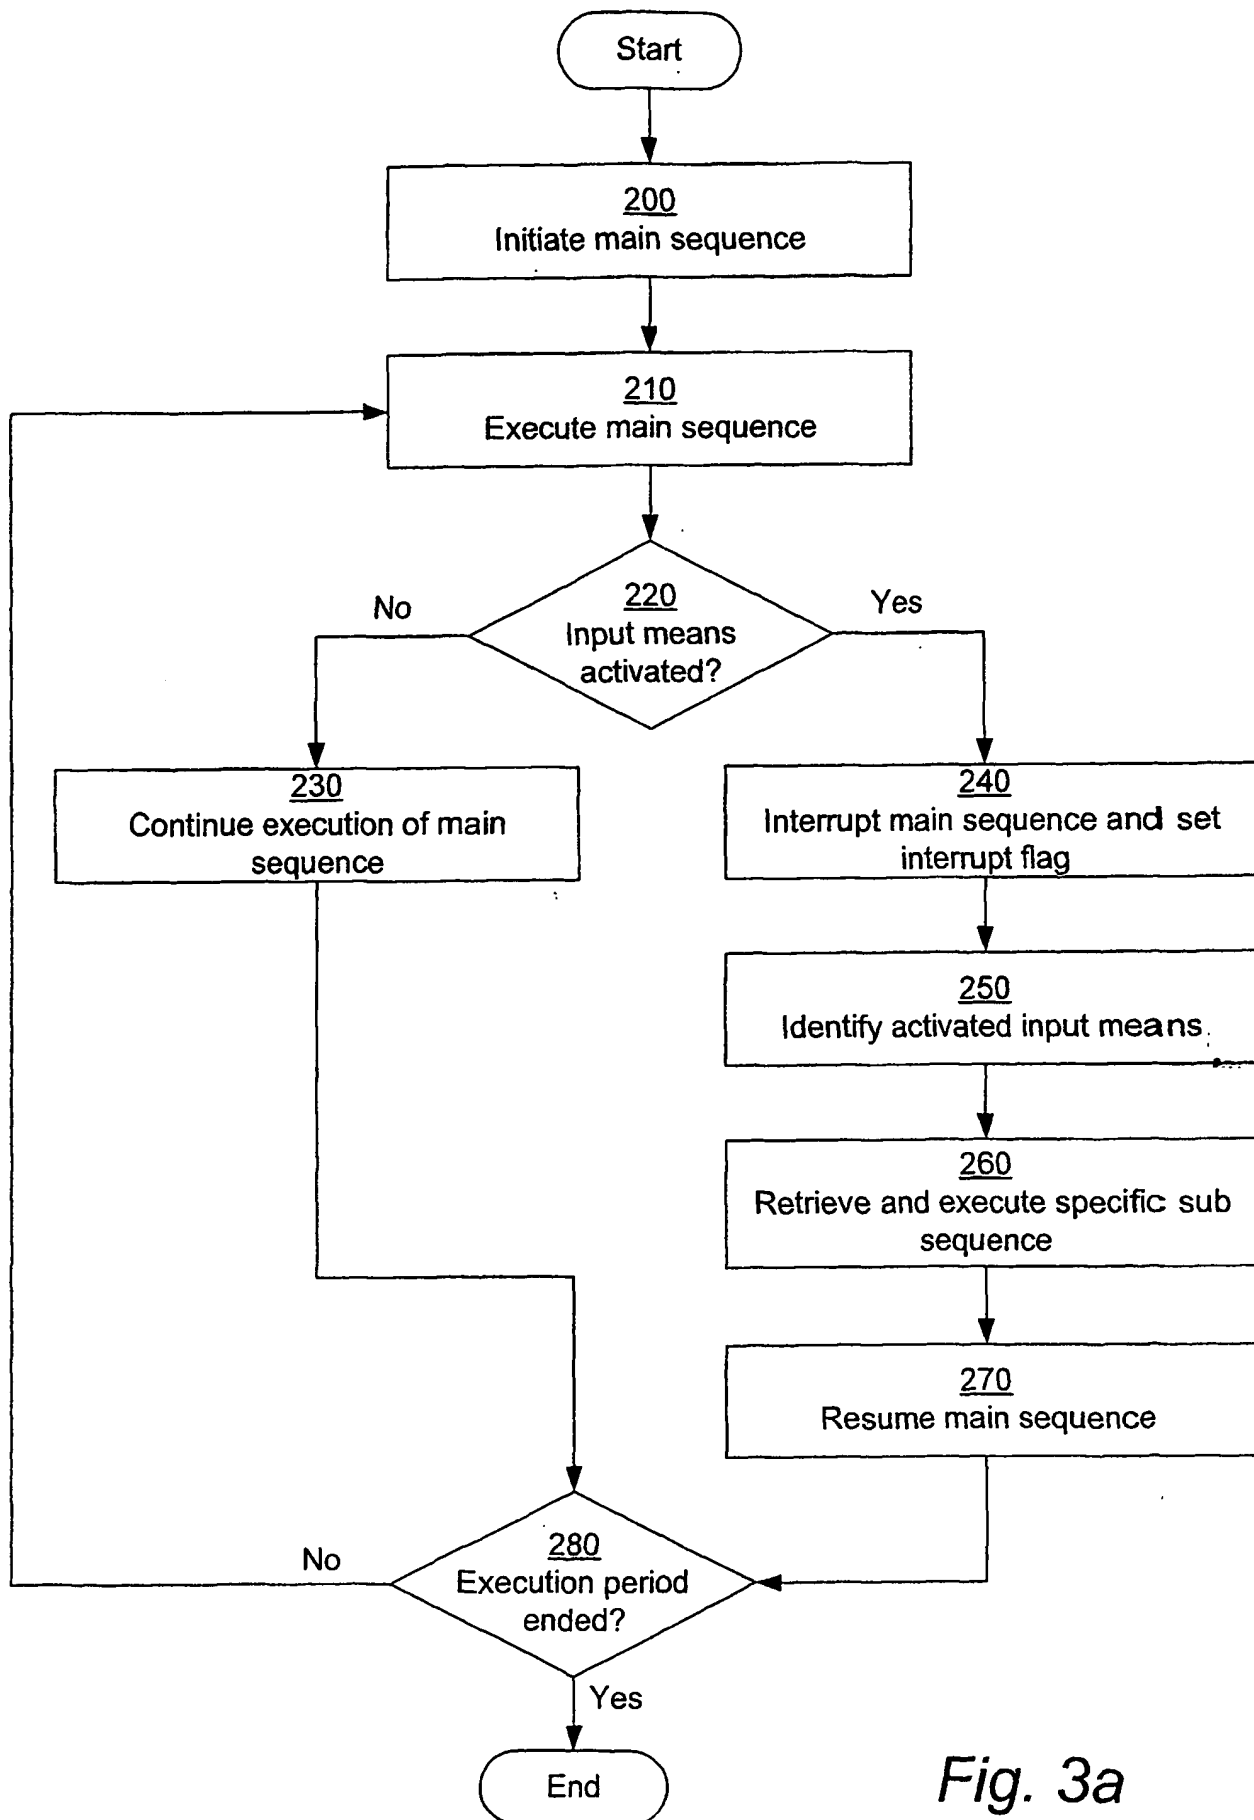 Start
200
Initiate main sequence
210
Execute main sequence
No
220
Input means
activated?
Yes
230
Continue execution of main
sequence
240
Interrupt main sequence and set
interrupt flag
250
Identify activated input means
260
Retrieve and execute specific sub
sequence
270
Resume main sequence
No
280
Execution period
ended?
Yes
End
Fig. 3a